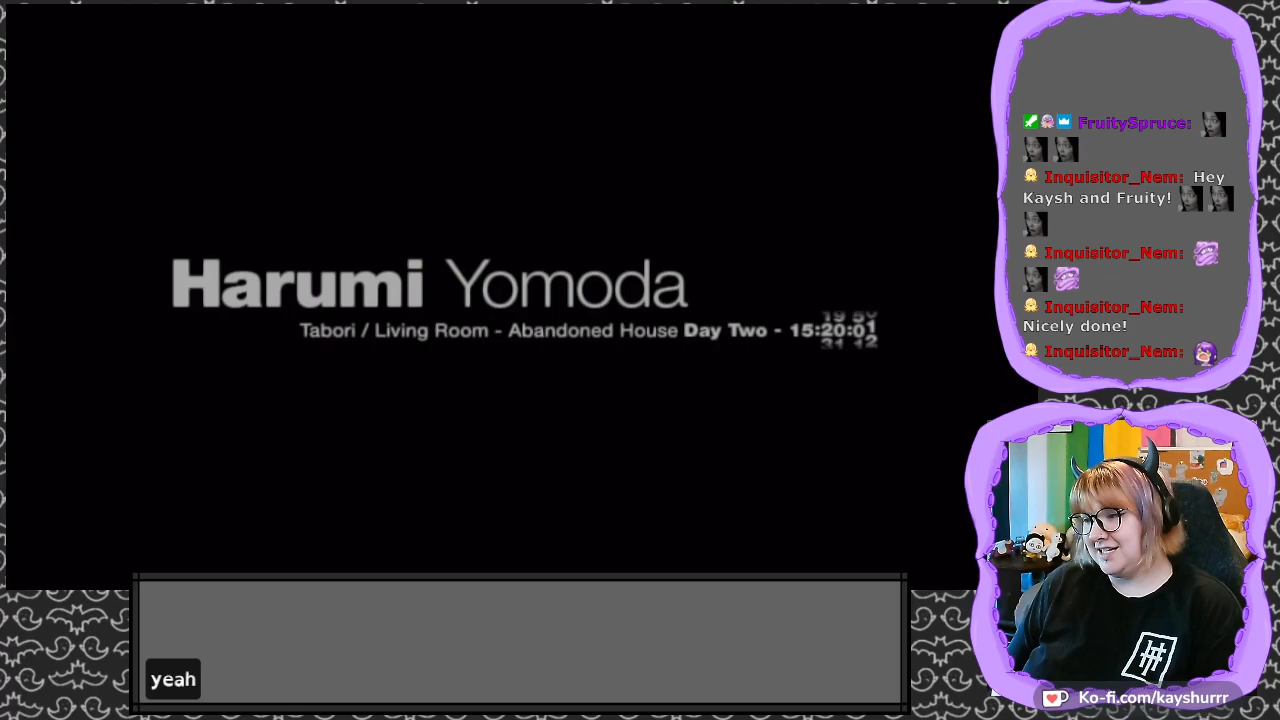 Harumi Yomoda
Tabori / Living Room - Abandoned House Day Two - 15:20:01
yeah
FruitySpruce:
Inquisitor_Nem: Hey
Kaysh and Fruity!
Inquisitor_Nem:
Inquisitor_Nem:
Nicely done!
Inquisitor_Nem:
Ko-fi.com/kayshurrr